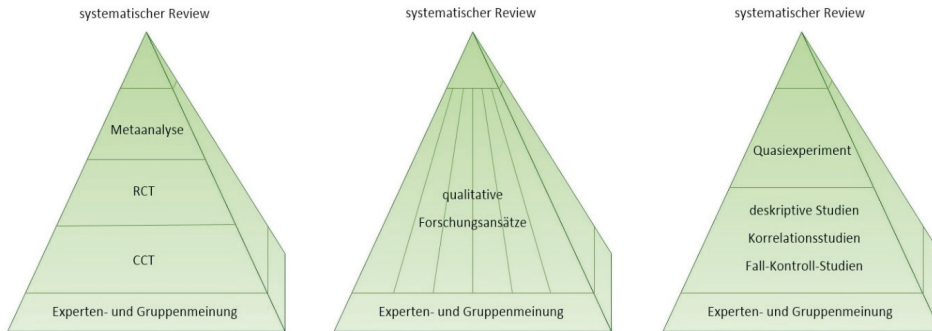 systematischer Review
Metaanalyse
RCT
CCT
Experten- und Gruppenmeinung
systematischer Review
qualitative
Forschungsansätze
Experten- und Gruppenmeinung
systematischer Review
Quasiexperiment
deskriptive Studien
Korrelationsstudien
Fall-Kontroll-Studien
Experten- und Gruppenmeinung